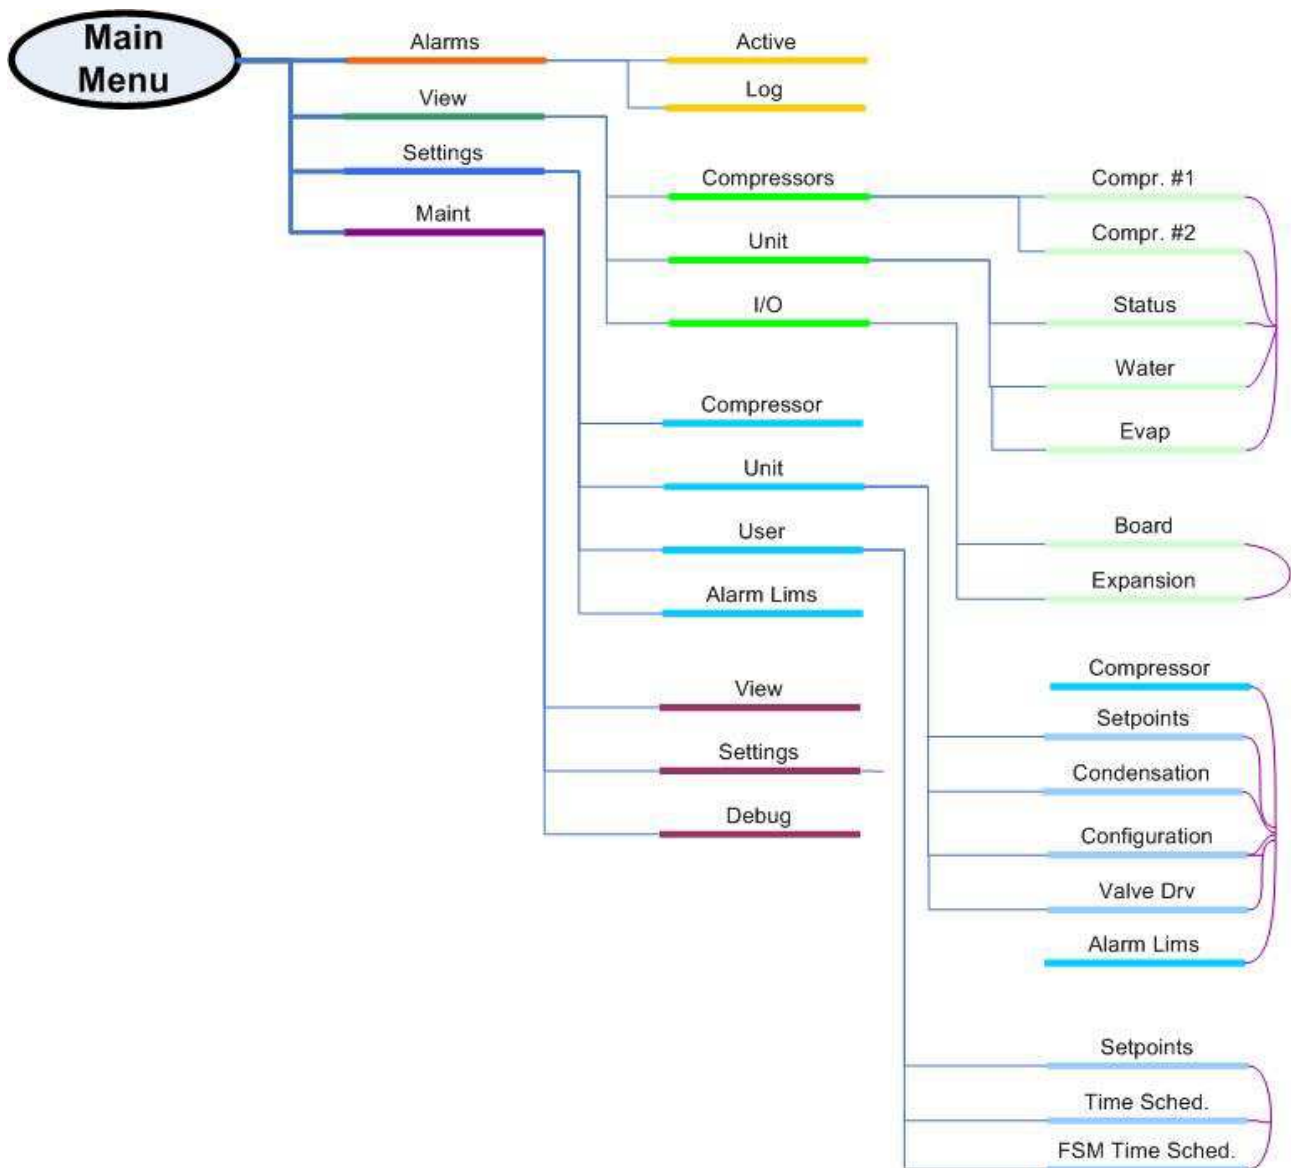 Main
Menu
Alarms
Active
Log
View
Settings
Maint
Compressors
Compr. #1
Compr. #2
Unit
Status
I/O
Water
Evap
Compressor
Unit
User
Alarm Lims
Board
Expansion
View
Settings
Debug
Compressor
Setpoints
Condensation
Configuration
Valve Drv
Alarm Lims
Setpoints
Time Sched.
FSM Time Sched.